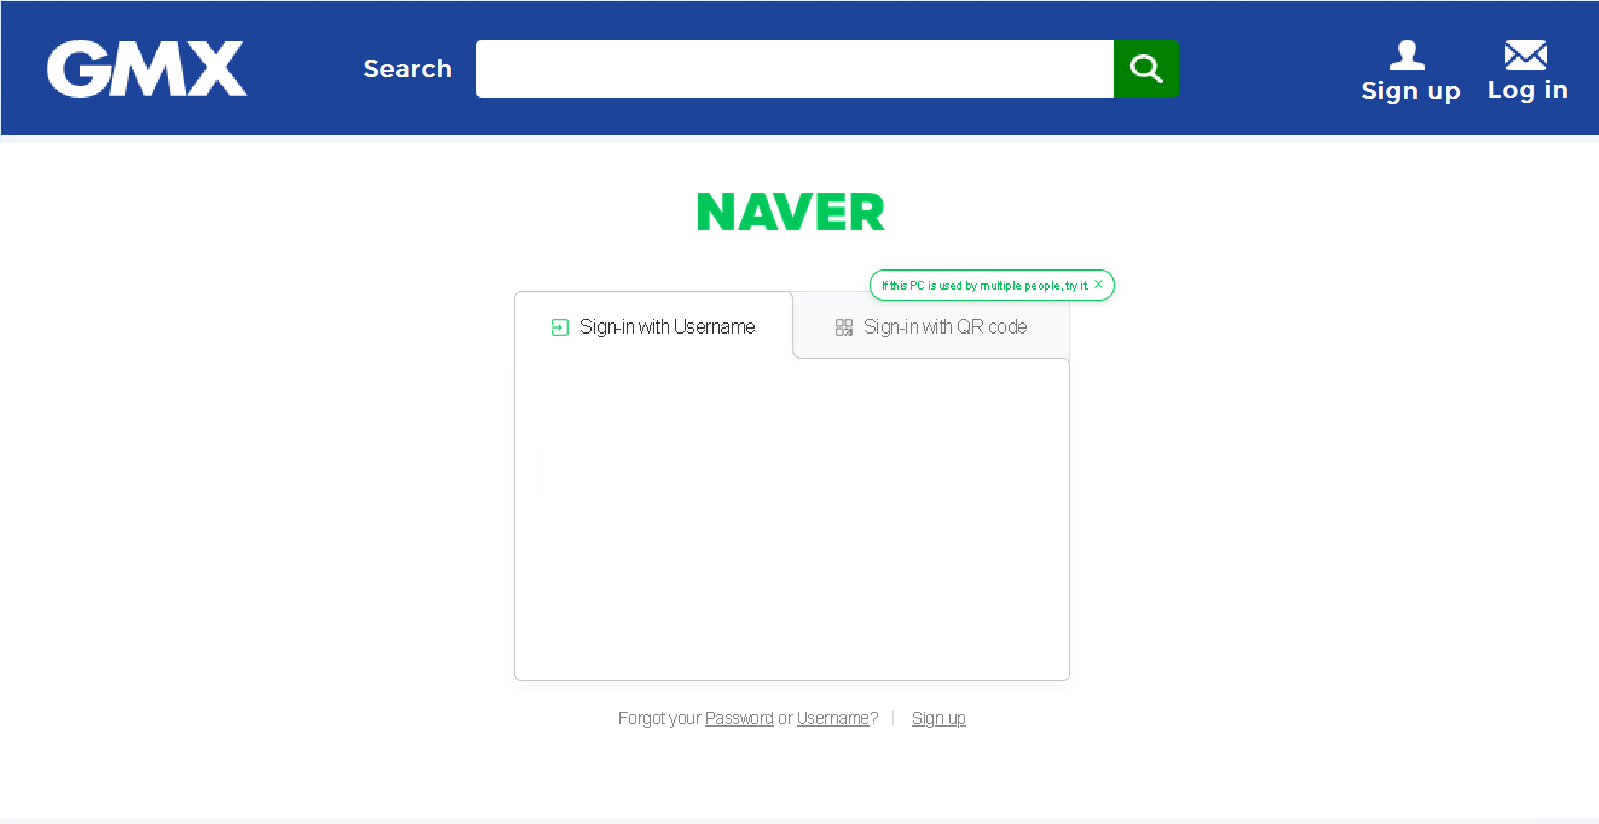 GMX
Search
Sign up
Log in
NAVER
If this PC is used by multiple people, try it.
Sign-in with Username
Sign-in with QR code
Forgot your Password or Username? | Sign up